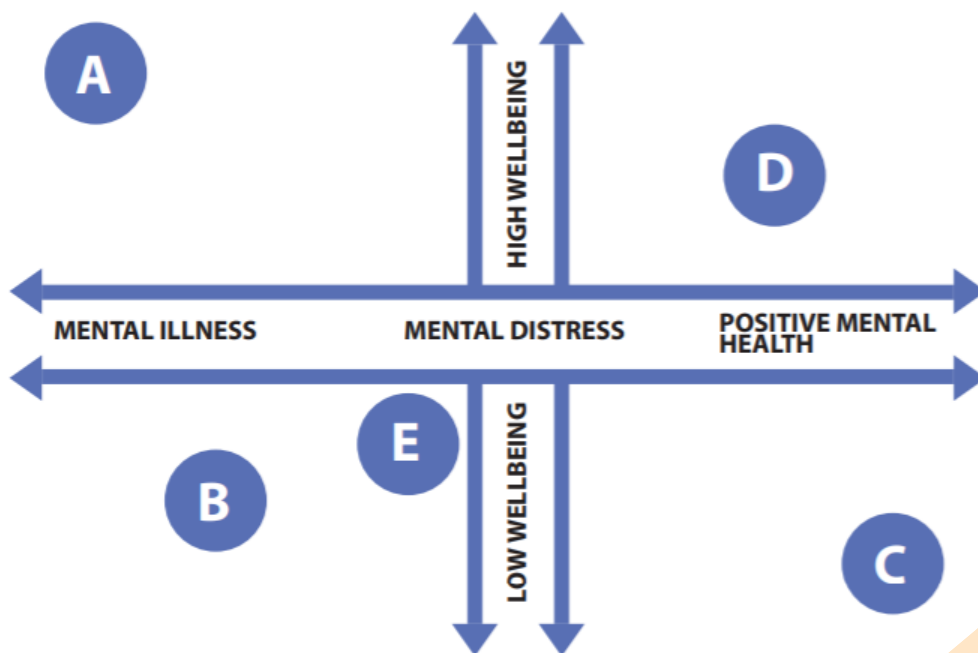 A
HIGH WELLBEING
D
MENTAL ILLNESS
MENTAL DISTRESS
POSITIVE MENTAL
HEALTH
E
B
LOW WELLBEING
C